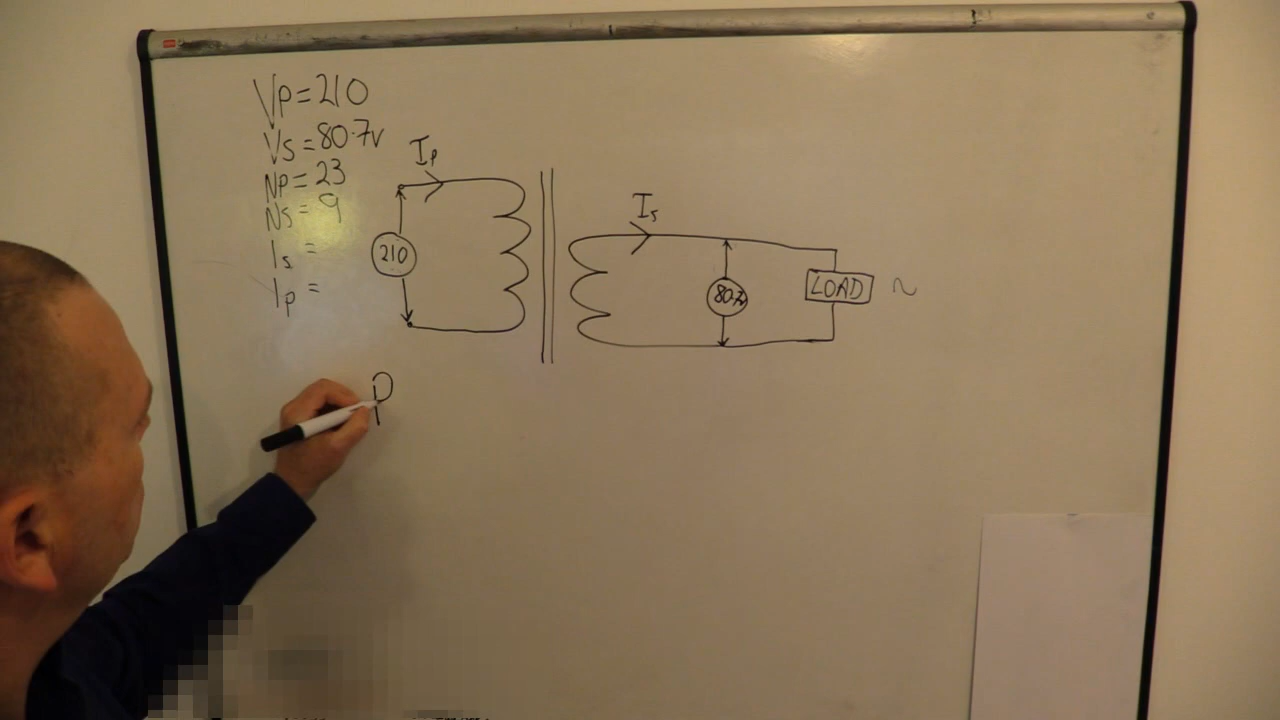 Vp=210
Vs=80.7v
Np=23
Ns=9
Is=
Ip=
Ip
210
Is
80.7v
LOAD
~
P